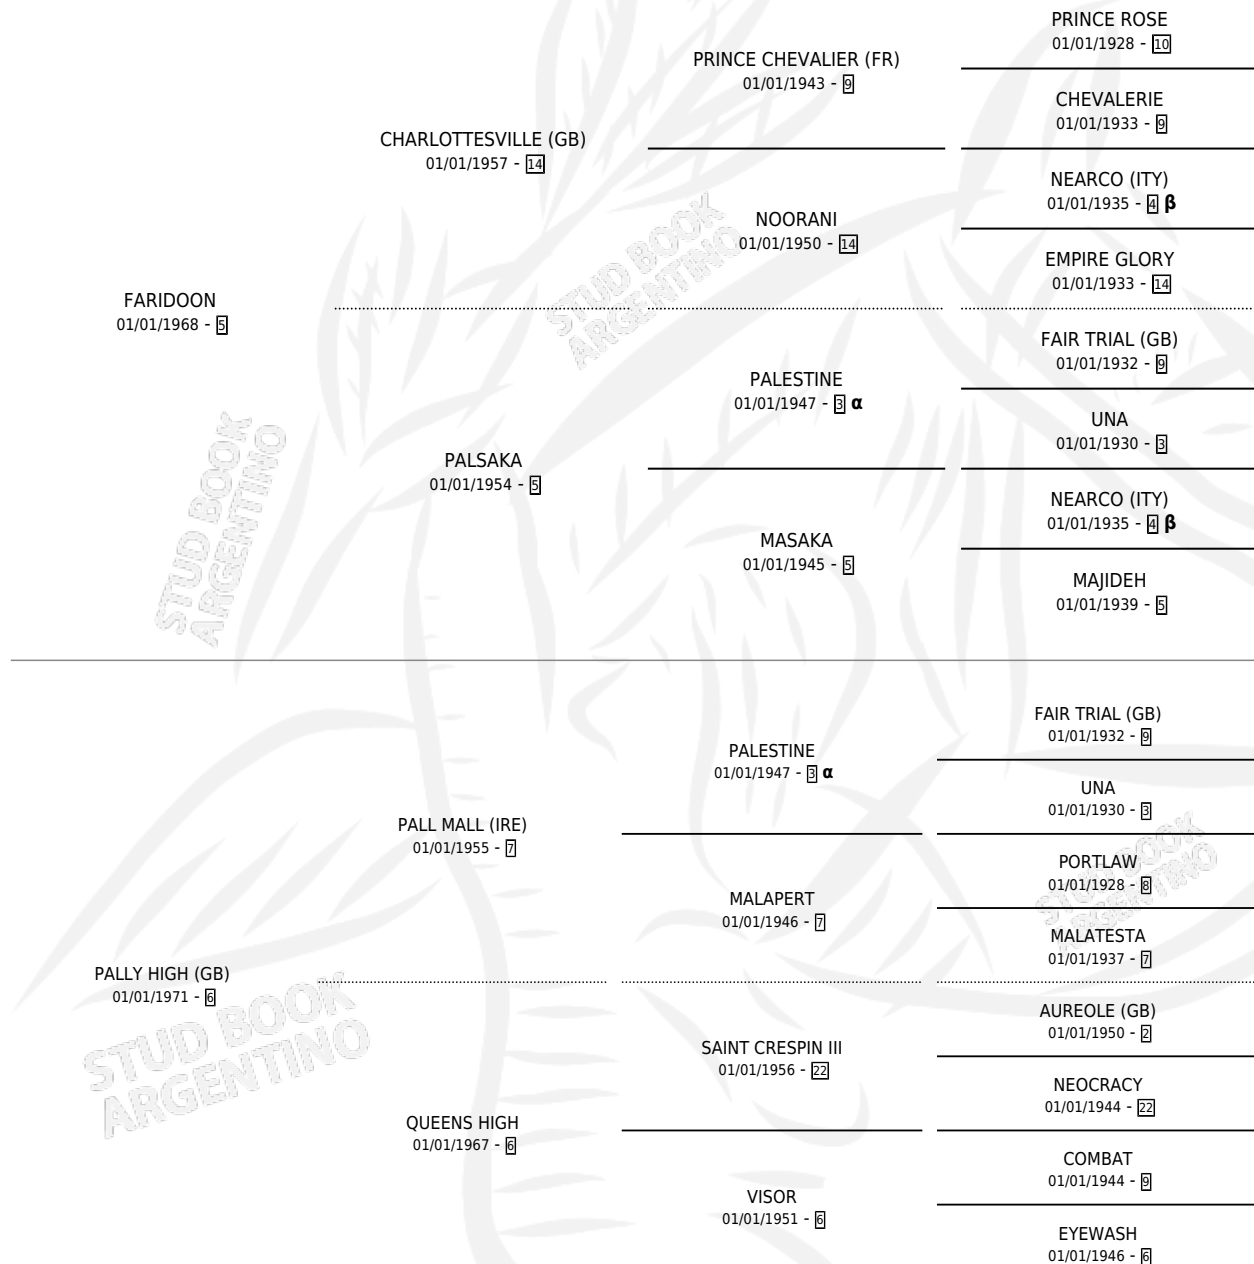 PRINCE ROSE
01/01/1928 - 10
PRINCE CHEVALIER (FR)
01/01/1943 - 9
CHEVALERIE
01/01/1933 - 9
CHARLOTTESVILLE (GB)
01/01/1957 - 14
NEARCO (ITY)
01/01/1935 - 4 β
NOORANI
01/01/1950 - 14
EMPIRE GLORY
01/01/1933 - 14
FARIDOON
01/01/1968 - 5
FAIR TRIAL (GB)
01/01/1932 - 9
PALESTINE
01/01/1947 - 3 α
UNA
01/01/1930 - 3
PALSAKA
01/01/1954 - 5
NEARCO (ITY)
01/01/1935 - 4 β
MASAKA
01/01/1945 - 5
MAJIDEH
01/01/1939 - 5
FAIR TRIAL (GB)
01/01/1932 - 9
PALESTINE
01/01/1947 - 3 α
UNA
01/01/1930 - 3
PALL MALL (IRE)
01/01/1955 - 7
PORTLAW
01/01/1928 - 8
MALAPERT
01/01/1946 - 7
MALATESTA
01/01/1937 - 7
PALLY HIGH (GB)
01/01/1971 - 6
AUREOLE (GB)
01/01/1950 - 2
SAINT CRESPIN III
01/01/1956 - 22
NEOCRACY
01/01/1944 - 22
QUEENS HIGH
01/01/1967 - 6
COMBAT
01/01/1944 - 9
VISOR
01/01/1951 - 6
EYEWASH
01/01/1946 - 6
STUD BOOK
ARGENTINO
STUD BOOK
ARGENTINO
STUD BOOK
ARGENTINO
STUD BOOK
ARGENTINO